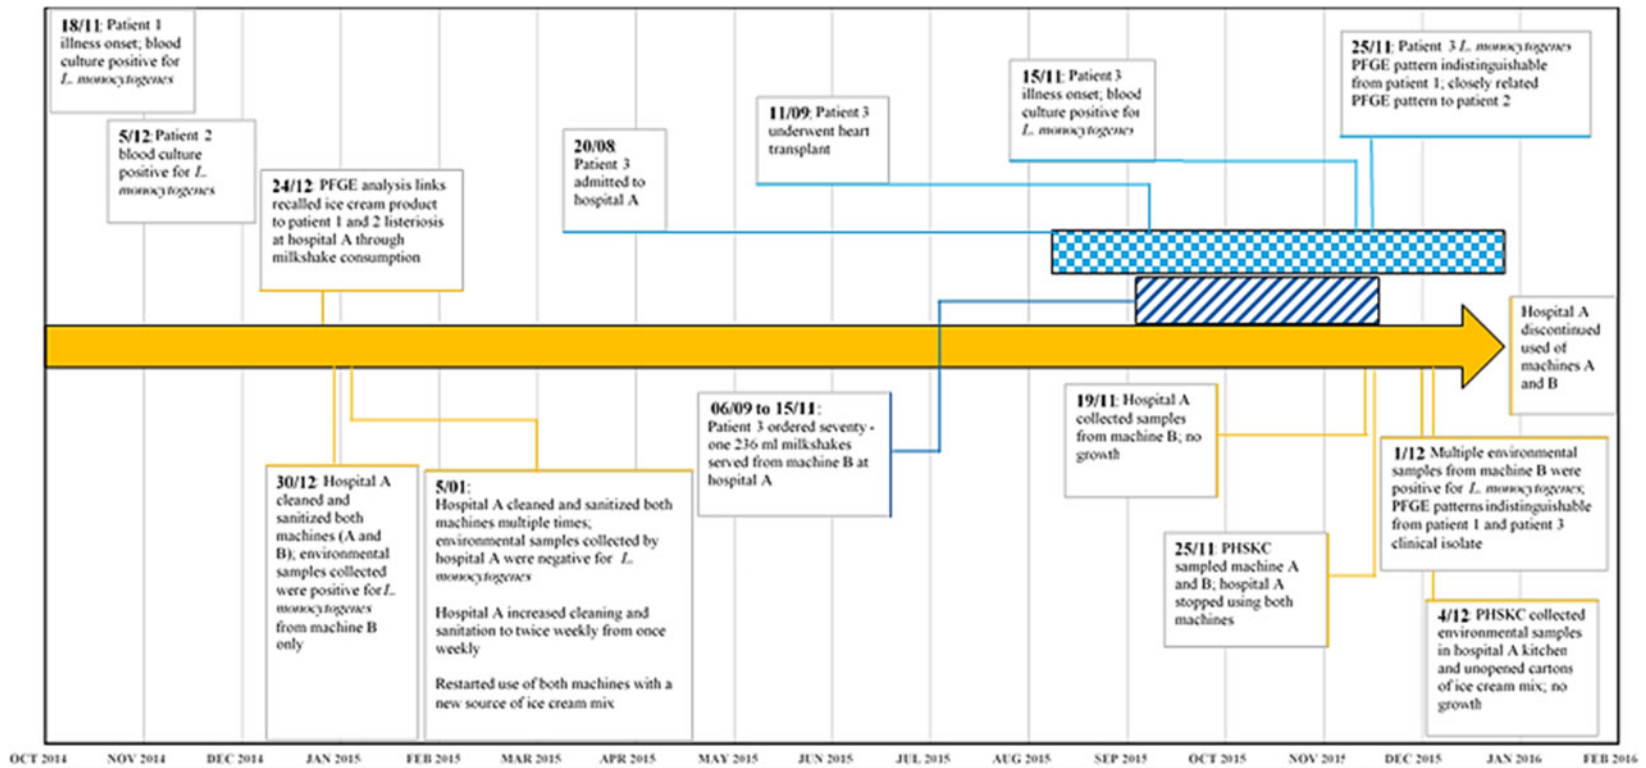 18/11: Patient 1
illness onset; blood
culture positive for
L. monocytogenes
5/12: Patient 2
blood culture
positive for L.
monocytogenes
24/12: PFGE analysis links
recalled ice cream product
to patient 1 and 2 listeriosis
at hospital A through
milkshake consumption
20/08:
Patient 3
admitted to
hospital A
11/09: Patient 3
underwent heart
transplant
15/11: Patient 3
illness onset; blood
culture positive for
L. monocytogenes
25/11: Patient 3 L. monocytogenes
PFGE pattern indistinguishable
from patient 1; closely related
PFGE pattern to patient 2
Hospital A
discontinued
used of
machines A
and B
30/12: Hospital A
cleaned and
sanitized both
machines (A and
B); environmental
samples collected
were positive for L.
monocytogenes
from machine B
only
5/01:
Hospital A cleaned and sanitized both
machines multiple times;
environmental samples collected by
hospital A were negative for L.
monocytogenes
Hospital A increased cleaning and
sanitation to twice weekly from once
weekly
Restarted use of both machines with a
new source of ice cream mix
06/09 to 15/11:
Patient 3 ordered seventy-
one 236 ml milkshakes
served from machine B at
hospital A
19/11: Hospital A
collected samples
from machine B; no
growth
25/11: PHSKC
sampled machine A
and B; hospital A
stopped using both
machines
1/12 Multiple environmental
samples from machine B were
positive for L. monocytogenes;
PFGE patterns indistinguishable
from patient 1 and patient 3
clinical isolate
4/12: PHSKC collected
environmental samples
in hospital A kitchen
and unopened cartons
of ice cream mix; no
growth
OCT 2014 NOV 2014 DEC 2014 JAN 2015 FEB 2015 MAR 2015 APR 2015 MAY 2015 JUN 2015 JUL 2015 AUG 2015 SEP 2015 OCT 2015 NOV 2015 DEC 2015 JAN 2016 FEB 2016